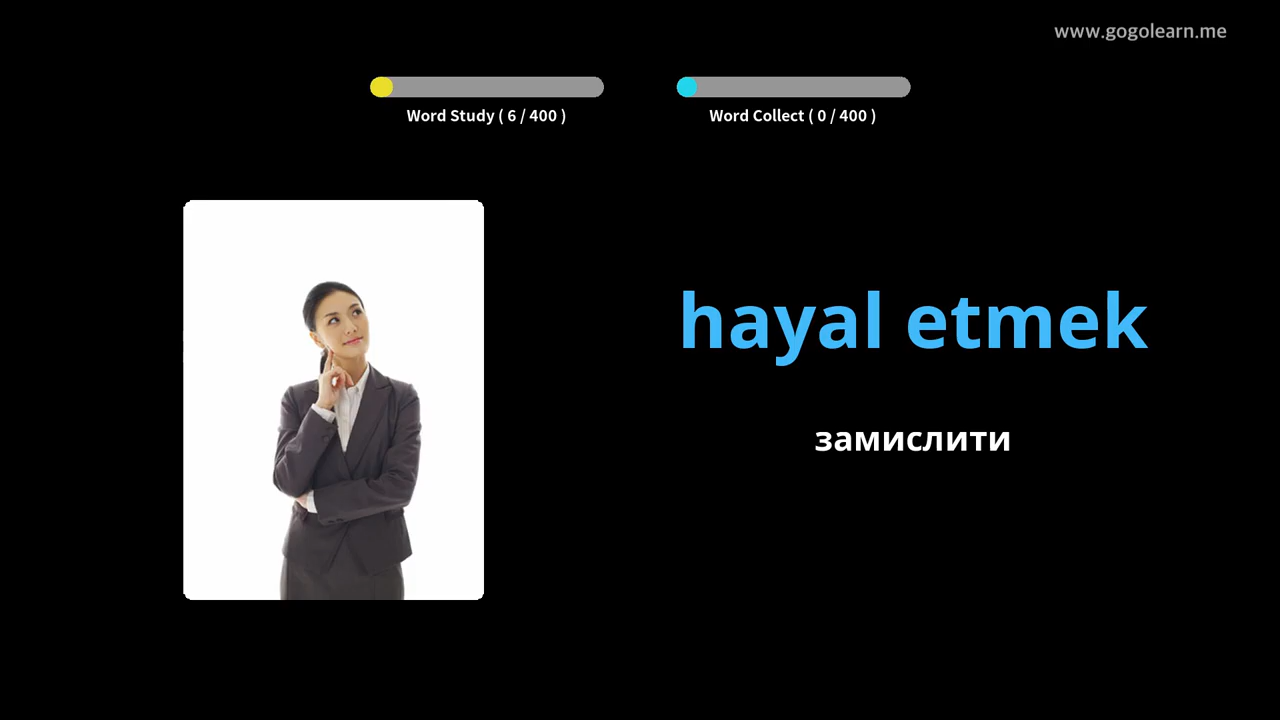 www.gogolearn.me
Word Study ( 6 / 400 )
Word Collect ( 0 / 400 )
hayal etmek
замислити